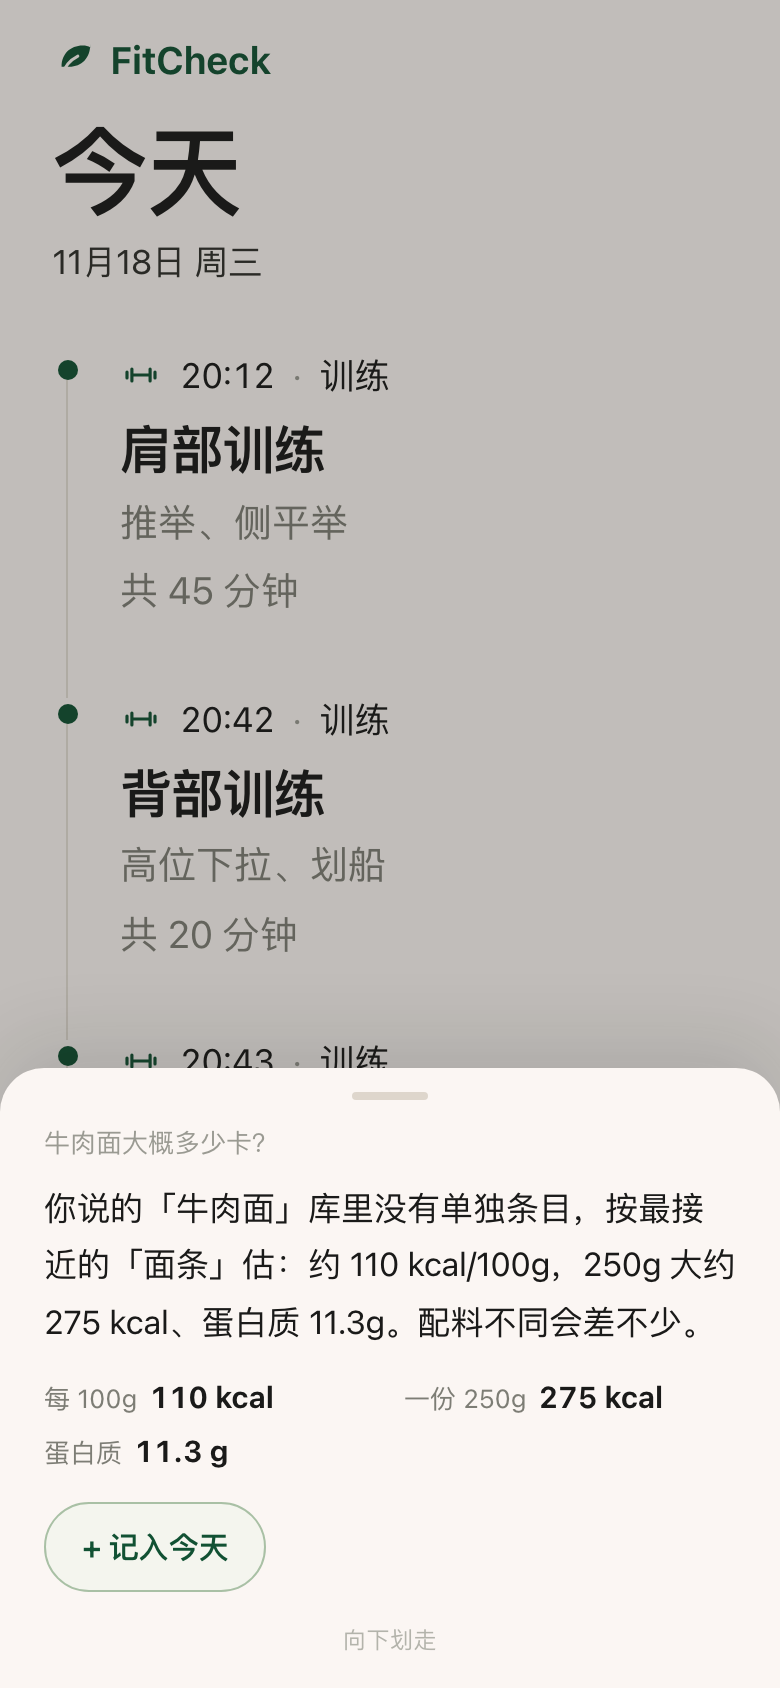 FitCheck
今天
11月18日 周三
20:12 · 训练
肩部训练
推举、侧平举
共 45 分钟
20:42 · 训练
背部训练
高位下拉、划船
共 20 分钟
20:43 · 训练
牛肉面大概多少卡?
你说的「牛肉面」库里没有单独条目，按最接
近的「面条」估：约 110 kcal/100g，250g 大约
275 kcal、蛋白质 11.3g。配料不同会差不少。
每 100g 110 kcal 一份 250g 275 kcal
蛋白质 11.3 g
+ 记入今天
向下划走